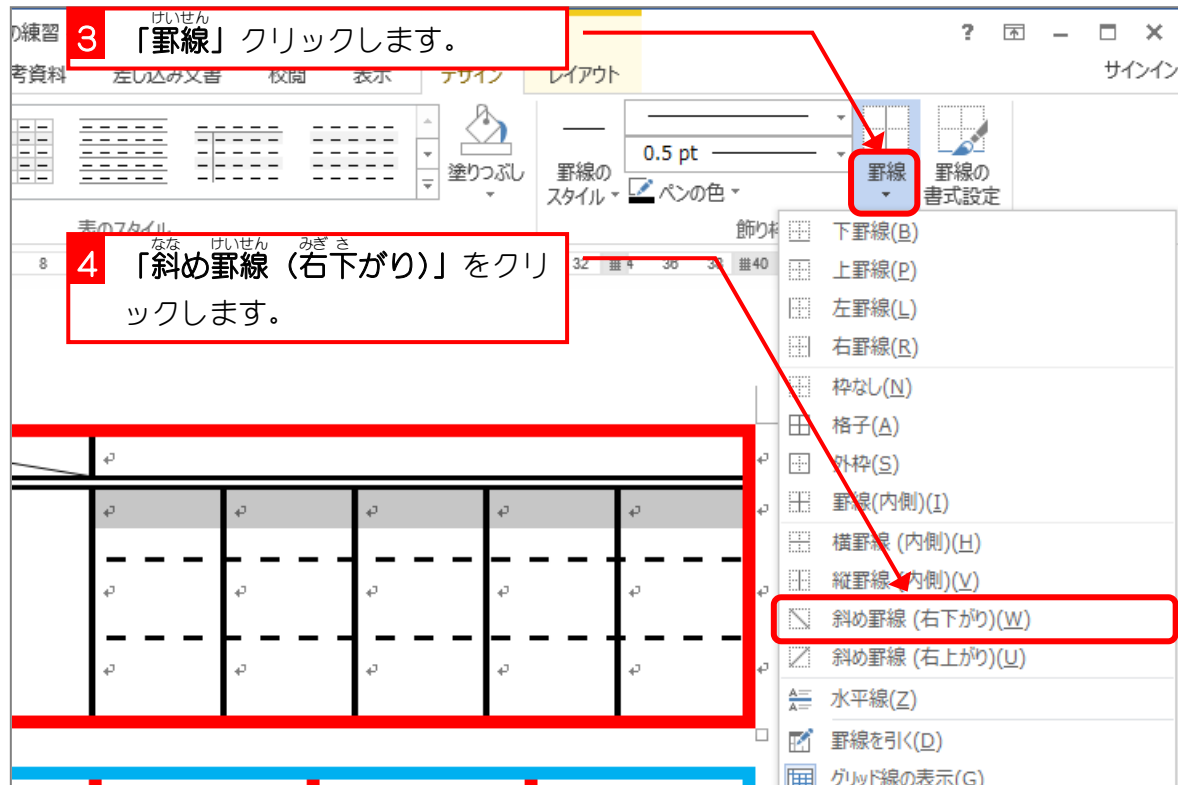 の練習
3 「罫線」クリックします。
けいせん
? 
考資料 差し込み文書 校閲 表示 デザイン レイアウト サインイン
塗りつぶし
罫線の
スタイル
0.5 pt
ペンの色
罫線
罫線の
書式設定
表のスタイル
飾り枠
なな けいせん みぎ さ
4 「斜め罫線（右下がり）」をクリ
ックします。
8 32 4 36 38 40
下罫線(B)
上罫線(P)
左罫線(L)
右罫線(R)
枠なし(N)
格子(A)
外枠(S)
罫線(内側)(I)
横罫線 (内側)(H)
縦罫線 (内側)(V)
斜め罫線 (右下がり)(W)
斜め罫線 (右上がり)(U)
水平線(Z)
罫線を引く(D)
グリッド線の表示(G)